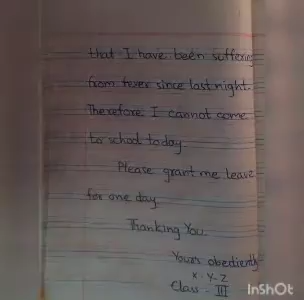 that I have been suffering
from fever since last night.
Therefore I cannot come
to school today.
Please grant me leave
for one day
Thanking You.
Yours obediently
X-Y-Z
Class - III
InShOt